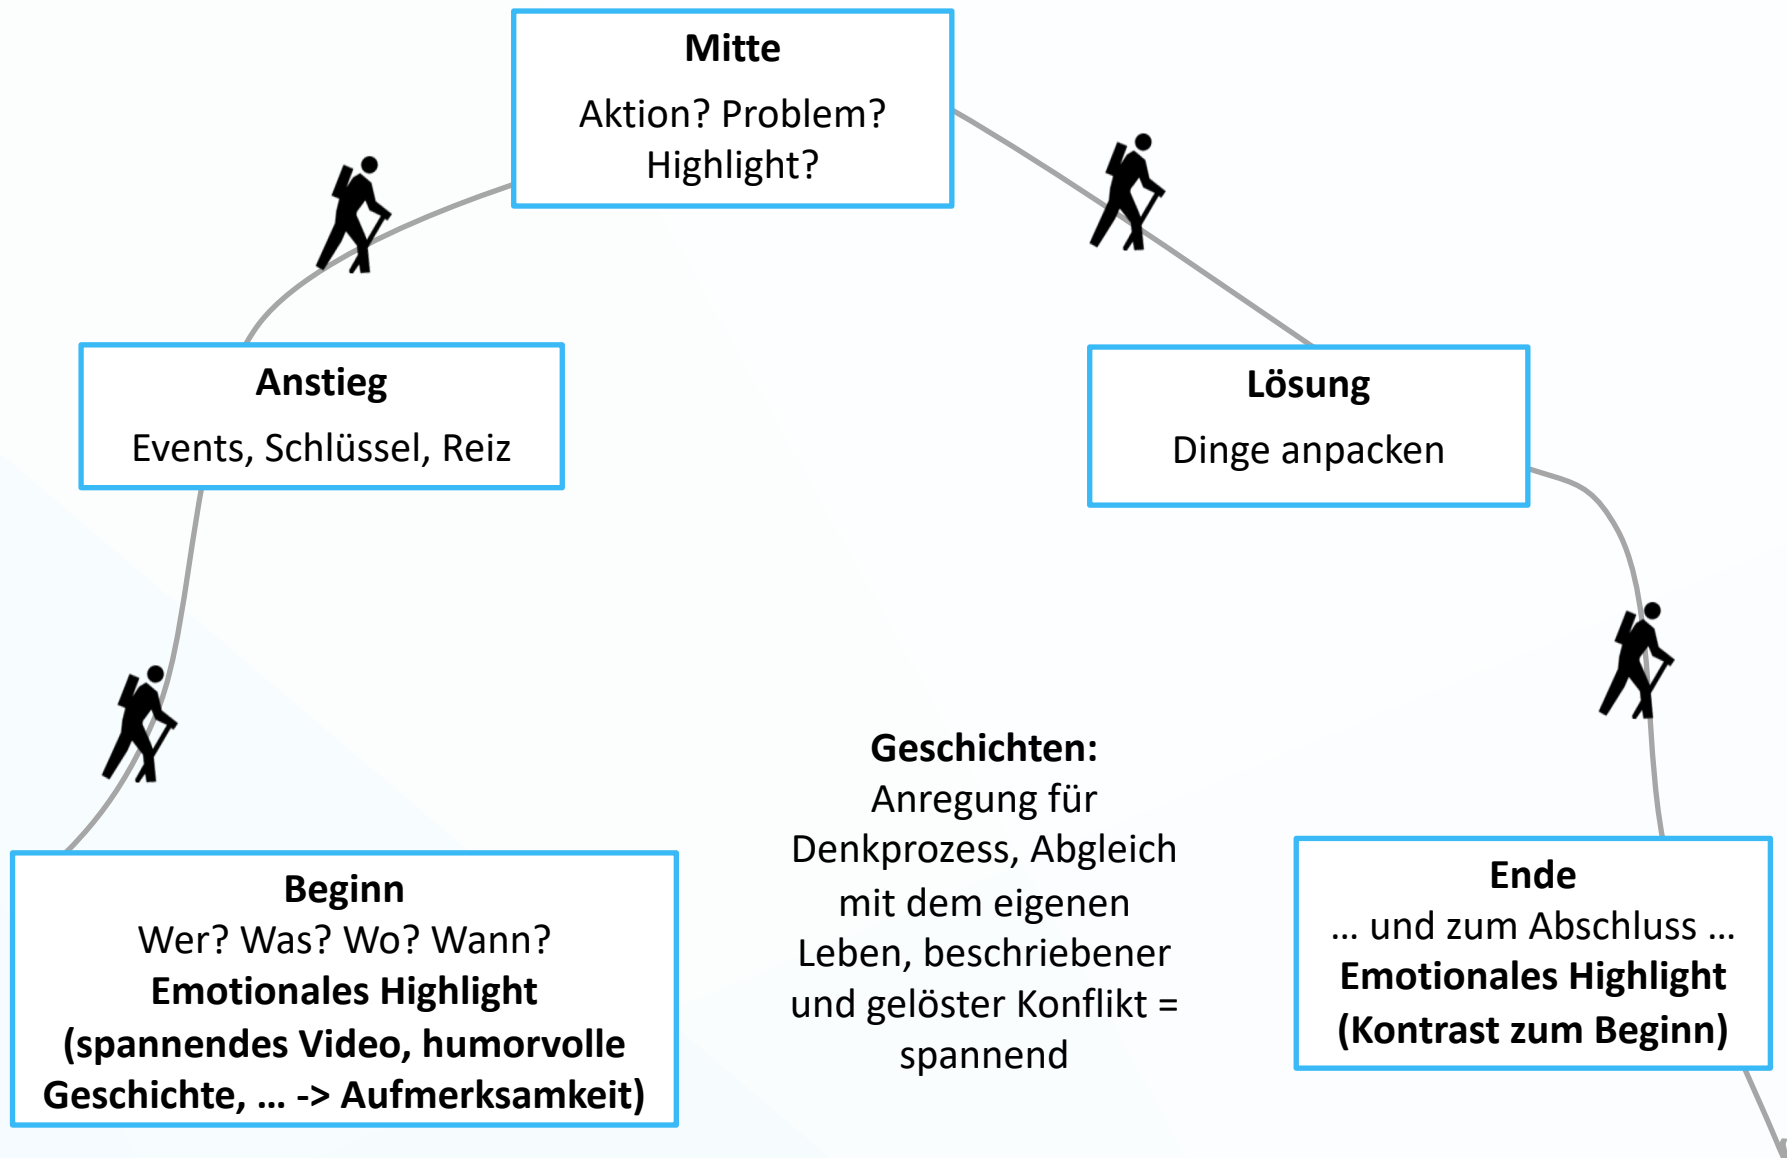 Mitte
Aktion? Problem?
Highlight?
Anstieg
Events, Schlüssel, Reiz
Lösung
Dinge anpacken
Beginn
Wer? Was? Wo? Wann?
Emotionales Highlight
(spannendes Video, humorvolle
Geschichte, ... -> Aufmerksamkeit)
Geschichten:
Anregung für
Denkprozess, Abgleich
mit dem eigenen
Leben, beschriebener
und gelöster Konflikt =
spannend
Ende
... und zum Abschluss ...
Emotionales Highlight
(Kontrast zum Beginn)